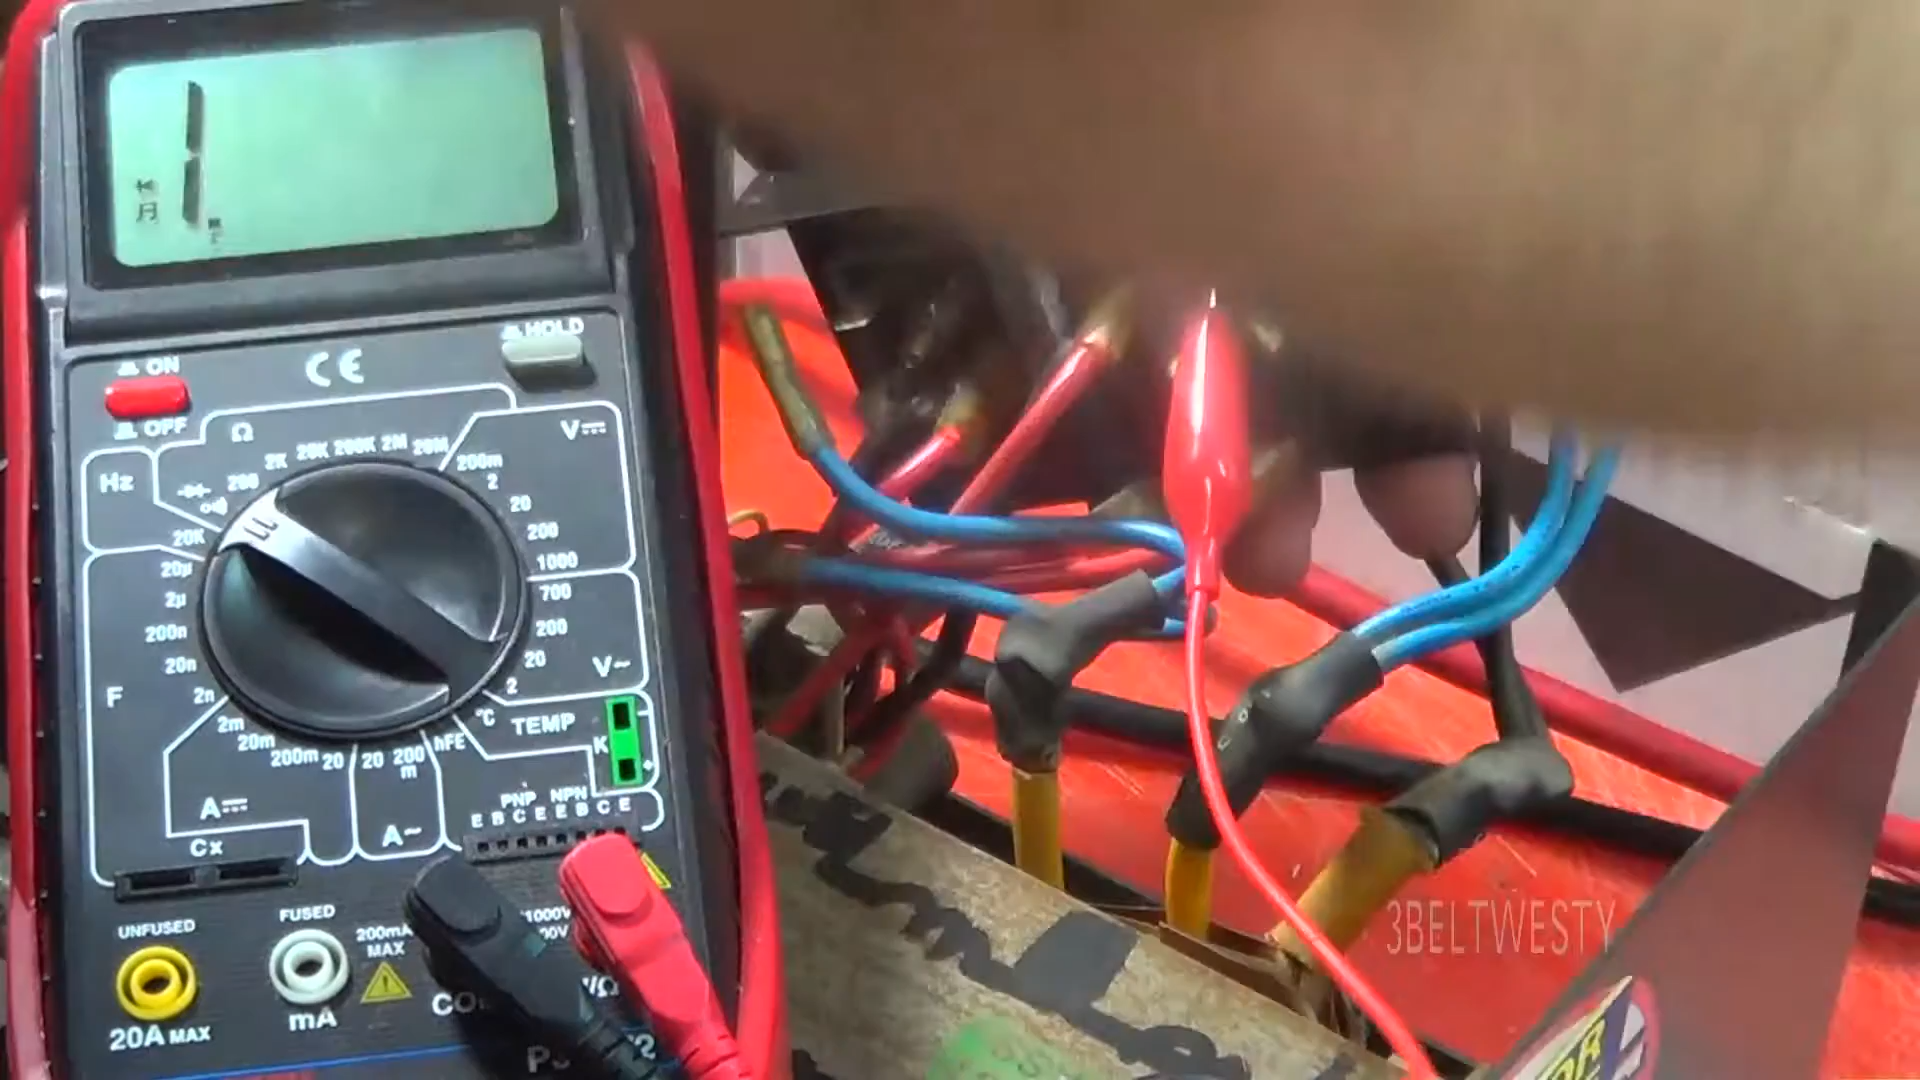 1
ON
OFF
HOLD
CE
Ω
V
Hz
200
2K
20K
200K
2M
20M
200m
2
20
200
1000
700
200
20
2
V~
20K
20µ
2µ
200n
20n
2n
F
2m
20m
200m
20
20
200
m
hFE
°C
TEMP
K
A
A~
PNP NPN
E B C E E B C E
Cx
UNFUSED
FUSED
200mA
MAX
1000V
20A MAX
mA
3BELTWESTY